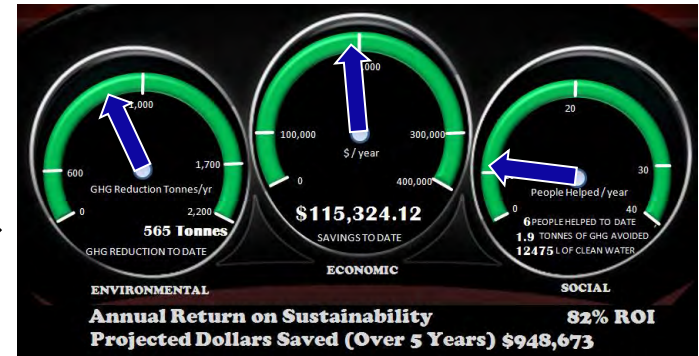 1,000
600
1,700
GHG Reduction Tonnes/yr
0
2,200
565 Tonnes
GHG REDUCTION TO DATE
ENVIRONMENTAL
100,000
300,000
$ / year
0
400,000
$115,324.12
SAVINGS TO DATE
ECONOMIC
20
30
People Helped / year
0
40
6 PEOPLE HELPED TO DATE
1.9 TONNES OF GHG AVOIDED
12475 L OF CLEAN WATER
SOCIAL
Annual Return on Sustainability 82% ROI
Projected Dollars Saved (Over 5 Years) $948,673